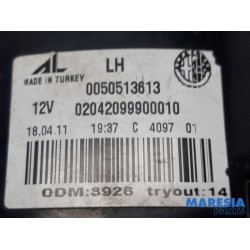 AL LH
MADE IN TURKEY 0050513613
12V 02042099900010
18.04.11 19:37 C 4097 01
ODM:3926 tryout:14
MARESIA
PARTS